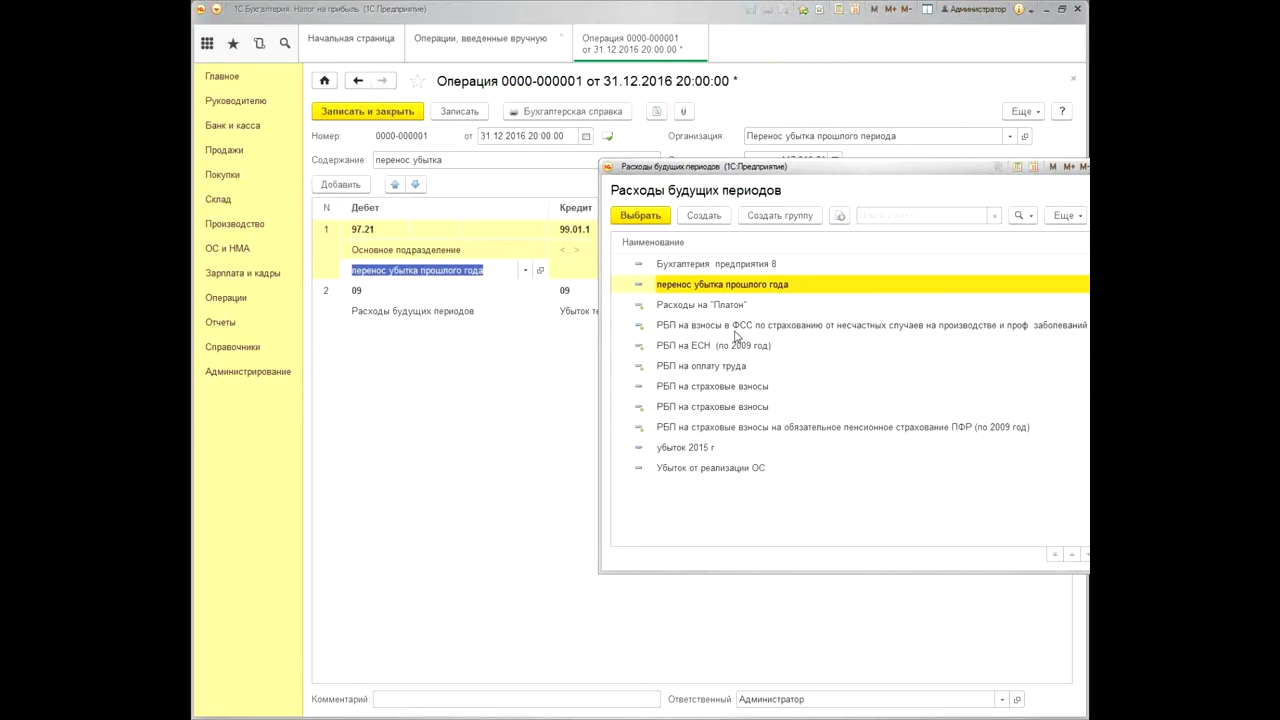 1С Бухгалтерия. Налог на прибыль (1С:Предприятие)
M M+ M-
Администратор
Начальная страница
Операции, введенные вручную
Операция 0000-000001
от 31.12.2016 20:00:00 *
Главное
Руководителю
Банк и касса
Продажи
Покупки
Склад
Производство
ОС и НМА
Зарплата и кадры
Операции
Отчеты
Справочники
Администрирование
Операция 0000-000001 от 31.12.2016 20:00:00 *
Записать и закрыть
Записать
Бухгалтерская справка
Еще
?
Номер:
0000-000001
от
31.12.2016 20:00:00
Организация:
Перенос убытка прошлого периода
Содержание:
перенос убытка
Добавить
N
Дебет
Кредит
1
97.21
99.01.1
Основное подразделение
<...>
перенос убытка прошлого года
2
09
90
Расходы будущих периодов
Убыток те
Расходы будущих периодов (1С:Предприятие)
M M+ M-
Расходы будущих периодов
Выбрать
Создать
Создать группу
Еще
Наименование
Бухгалтерия предприятия 8
перенос убытка прошлого года
Расходы на "Платон"
РБП на взносы в ФСС по страхованию от несчастных случаев на производстве и проф. заболеваний
РБП на ЕСН (по 2009 год)
РБП на оплату труда
РБП на страховые взносы
РБП на страховые взносы
РБП на страховые взносы на обязательное пенсионное страхование ПФР (по 2009 год)
убыток 2015 г
Убыток от реализации ОС
Комментарий:
Ответственный:
Администратор